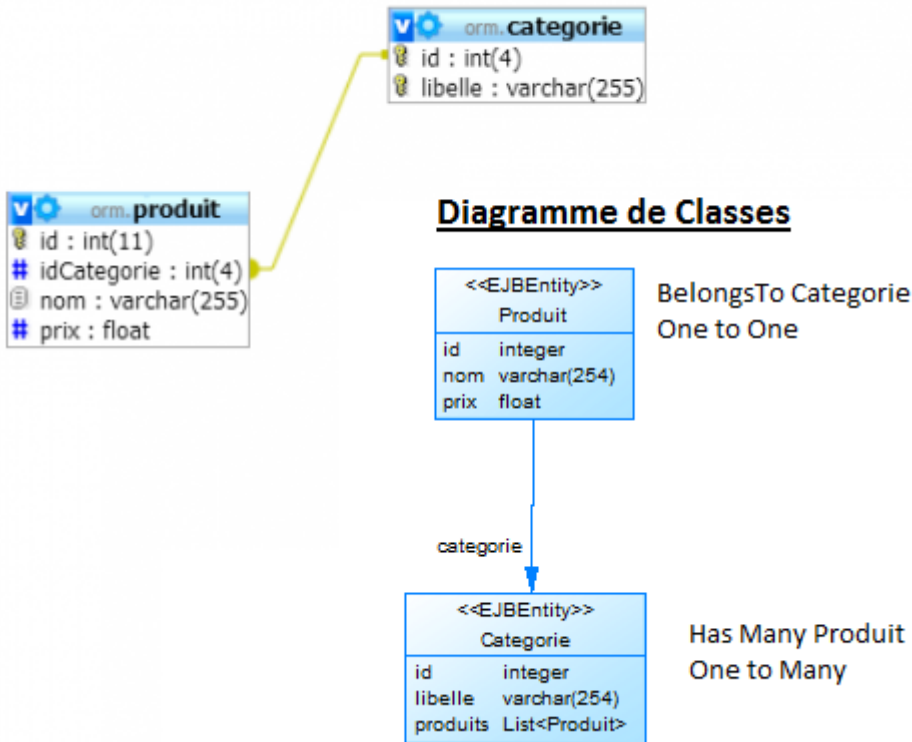 orm.categorie
id : int(4)
libelle : varchar(255)
orm.produit
id : int(11)
# idCategorie : int(4)
nom : varchar(255)
# prix : float
Diagramme de Classes
<<EJBEntity>>
Produit
id integer
nom varchar(254)
prix float
BelongsTo Categorie
One to One
categorie
<<EJBEntity>>
Categorie
id integer
libelle varchar(254)
produits List<Produit>
Has Many Produit
One to Many